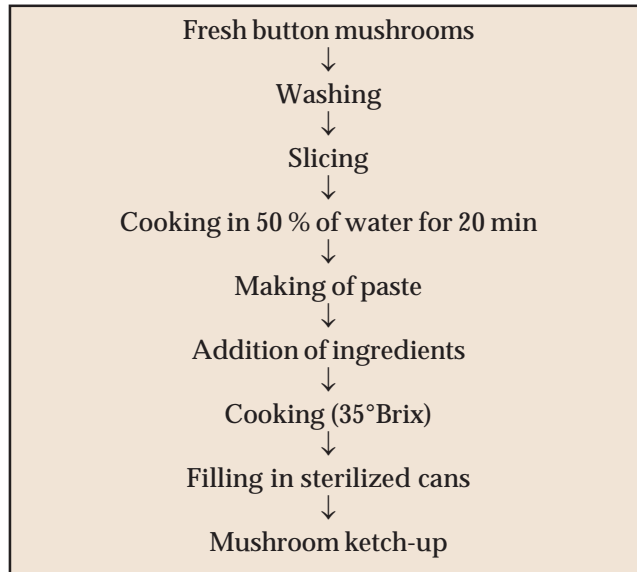 Fresh button mushrooms
↓
Washing
↓
Slicing
↓
Cooking in 50 % of water for 20 min
↓
Making of paste
↓
Addition of ingredients
↓
Cooking (35°Brix)
↓
Filling in sterilized cans
↓
Mushroom ketch-up